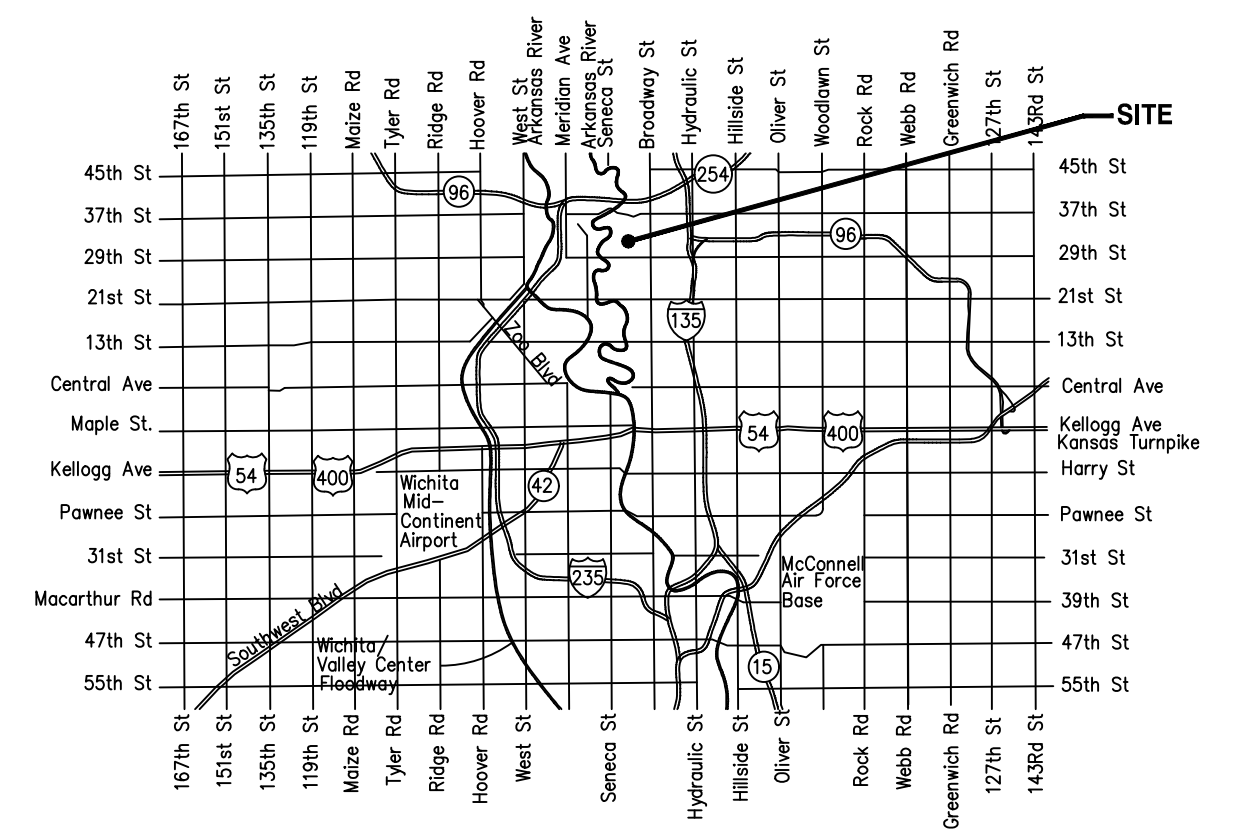 167th St
151st St
135th St
119th St
Maize Rd
Tyler Rd
Ridge Rd
Hoover Rd
West St
Arkansas River
Meridian Ave
Arkansas River
Seneca St
Broadway St
Hydraulic St
Hillside St
Oliver St
Woodlawn St
Rock Rd
Webb Rd
Greenwich Rd
127th St
143Rd St
SITE
45th St
254
45th St
96
37th St
37th St
96
29th St
29th St
21st St
21st St
135
13th St
Zoo Blvd
13th St
Central Ave
Central Ave
Maple St.
54
400
Kellogg Ave
Kansas Turnpike
Kellogg Ave
54
400
42
Harry St
Wichita
Mid-
Continent
Airport
Pawnee St
Pawnee St
31st St
235
McConnell
Air Force
Base
31st St
Macarthur Rd
39th St
Southwest Blvd
47th St
Wichita/
Valley Center
Floodway
15
47th St
55th St
55th St
167th St
151st St
135th St
119th St
Maize Rd
Tyler Rd
Ridge Rd
Hoover Rd
West St
Seneca St
Hydraulic St
Hillside St
Oliver St
Rock Rd
Webb Rd
Greenwich Rd
127th St
143Rd St